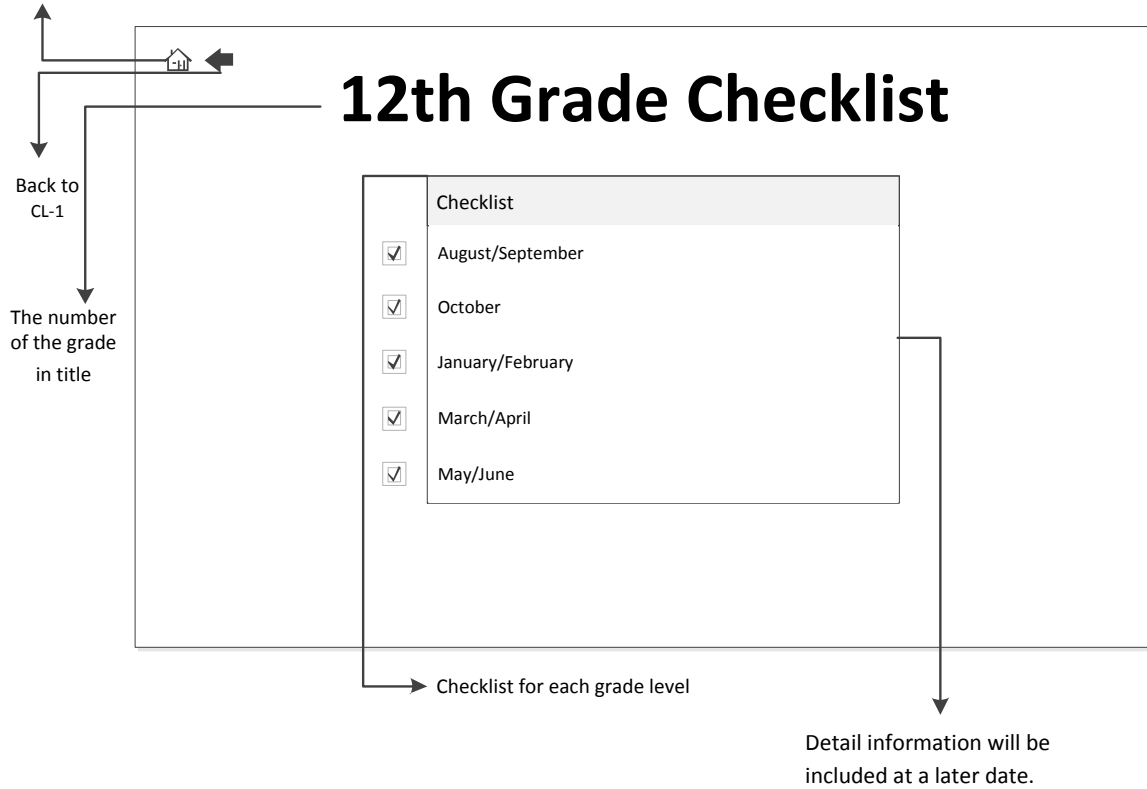 12th Grade Checklist
Back to
CL-1
Checklist
August/September
October
The number
of the grade
in title
January/February
March/April
May/June
Checklist for each grade level
Detail information will be
included at a later date.